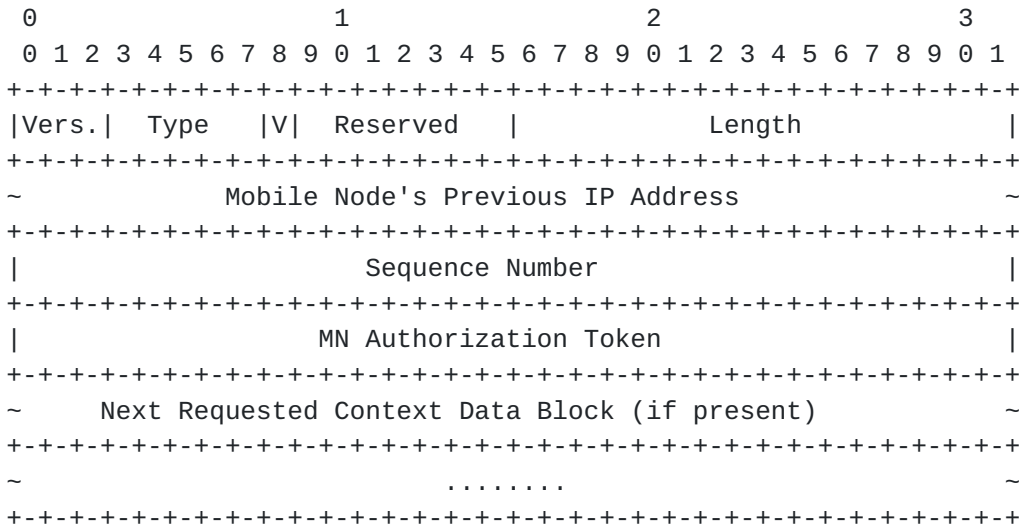 0                   1                   2                   3
 0 1 2 3 4 5 6 7 8 9 0 1 2 3 4 5 6 7 8 9 0 1 2 3 4 5 6 7 8 9 0 1
+-+-+-+-+-+-+-+-+-+-+-+-+-+-+-+-+-+-+-+-+-+-+-+-+-+-+-+-+-+-+-+-+
|Vers.|  Type   |V|  Reserved   |            Length             |
+-+-+-+-+-+-+-+-+-+-+-+-+-+-+-+-+-+-+-+-+-+-+-+-+-+-+-+-+-+-+-+-+
~             Mobile Node's Previous IP Address                 ~
+-+-+-+-+-+-+-+-+-+-+-+-+-+-+-+-+-+-+-+-+-+-+-+-+-+-+-+-+-+-+-+-+
|                      Sequence Number                          |
+-+-+-+-+-+-+-+-+-+-+-+-+-+-+-+-+-+-+-+-+-+-+-+-+-+-+-+-+-+-+-+-+
|                   MN Authorization Token                      |
+-+-+-+-+-+-+-+-+-+-+-+-+-+-+-+-+-+-+-+-+-+-+-+-+-+-+-+-+-+-+-+-+
~     Next Requested Context Data Block (if present)            ~
+-+-+-+-+-+-+-+-+-+-+-+-+-+-+-+-+-+-+-+-+-+-+-+-+-+-+-+-+-+-+-+-+
~                           ........                            ~
+-+-+-+-+-+-+-+-+-+-+-+-+-+-+-+-+-+-+-+-+-+-+-+-+-+-+-+-+-+-+-+-+